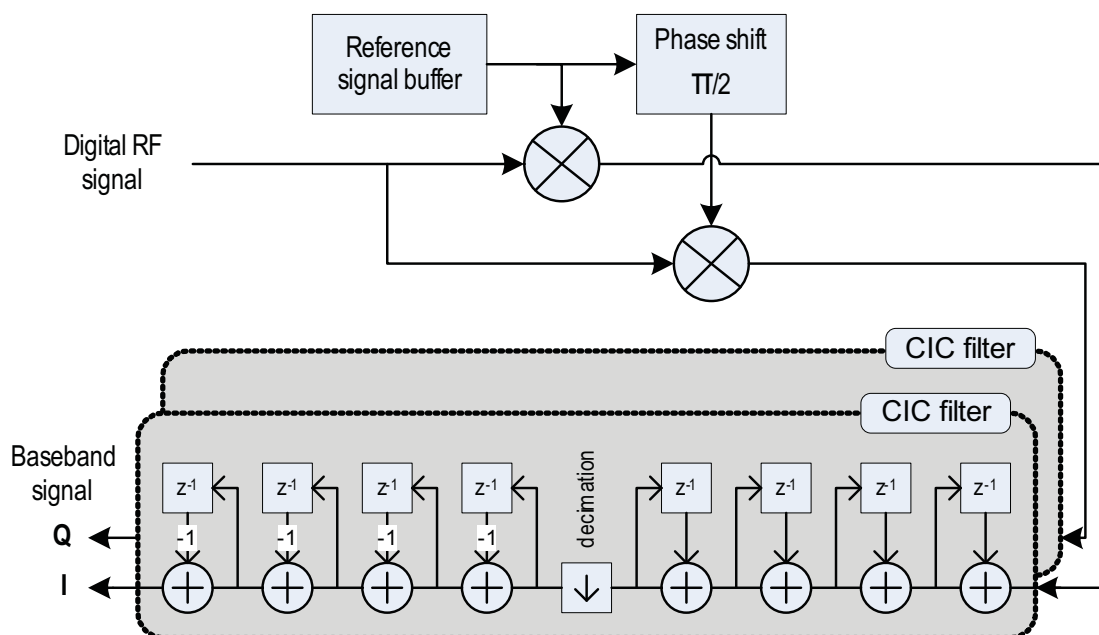 Reference
signal buffer
Phase shift
π/2
Digital RF
signal
CIC filter
CIC filter
Baseband
signal
Q
I
z⁻¹
z⁻¹
z⁻¹
z⁻¹
decimation
z⁻¹
z⁻¹
z⁻¹
z⁻¹
-1
-1
-1
-1